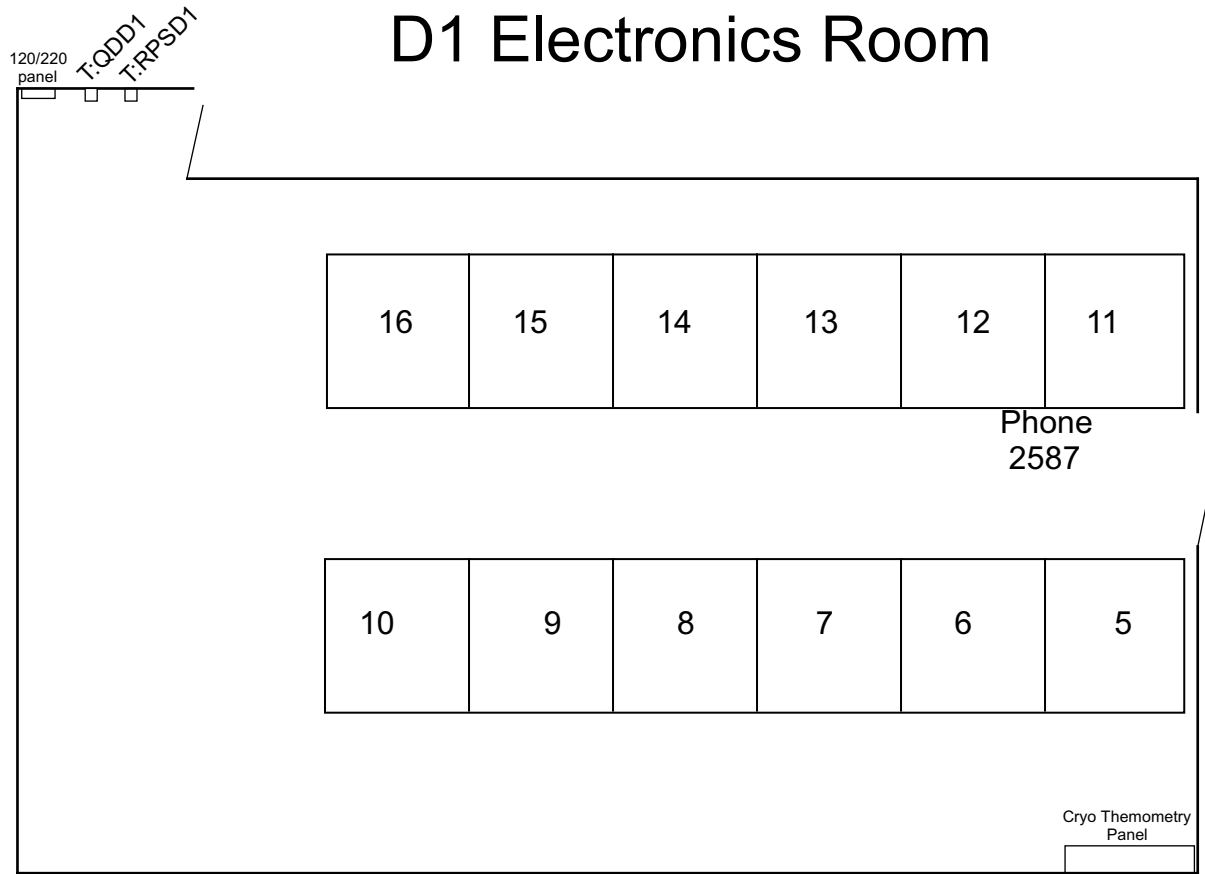 D1 Electronics Room
120/220
panel
T:QDD1
T:RPSD1
16
15
14
13
12
11
Phone
2587
10
9
8
7
6
5
Cryo Themometry
Panel